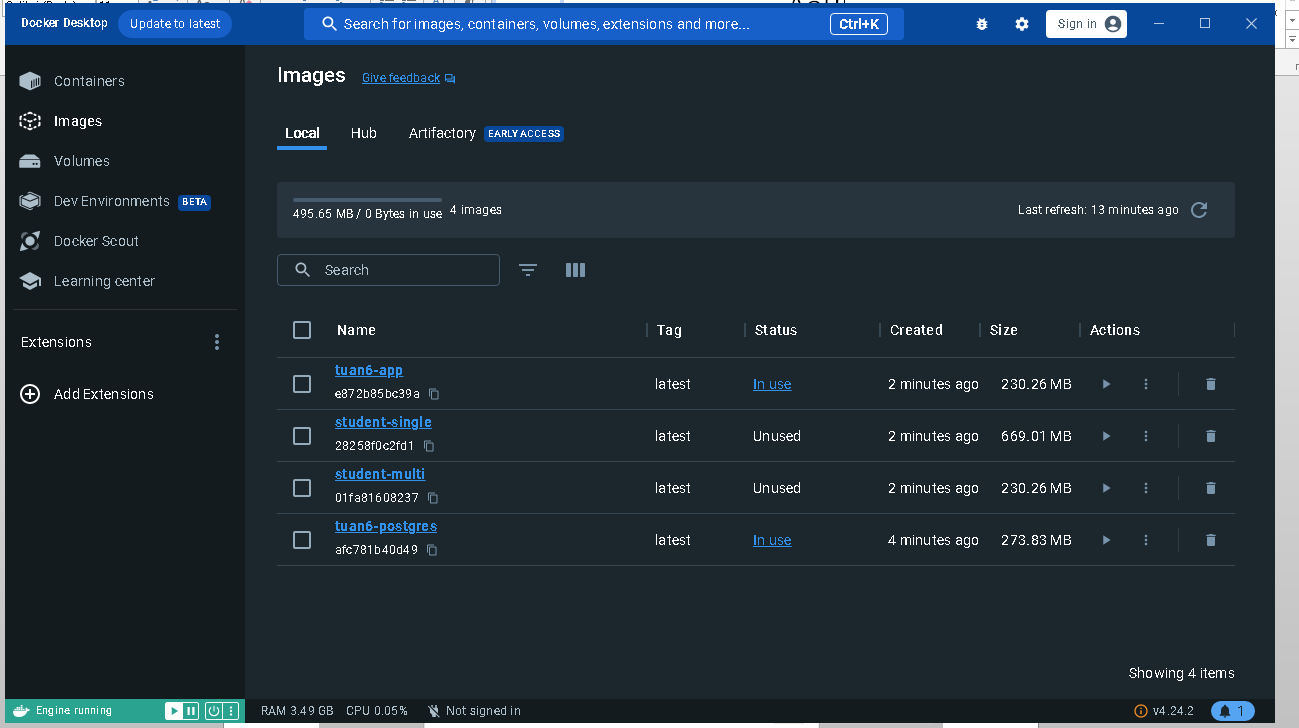 Docker Desktop
Update to latest
Search for images, containers, volumes, extensions and more...
Ctrl+K
Sign in
Containers
Images
Volumes
Dev Environments BETA
Docker Scout
Learning center
Extensions
Add Extensions
Images
Give feedback
Local Hub Artifactory EARLY ACCESS
495.65 MB / 0 Bytes in use 4 images
Last refresh: 13 minutes ago
Search
Name Tag Status Created Size Actions
tuan6-app
e872b85bc39a
latest In use 2 minutes ago 230.26 MB
student-single
28258f0c2fd1
latest Unused 2 minutes ago 669.01 MB
student-multi
01fa81608237
latest Unused 2 minutes ago 230.26 MB
tuan6-postgres
afc781b40d49
latest In use 4 minutes ago 273.83 MB
Showing 4 items
Engine running
RAM 3.49 GB CPU 0.05% Not signed in
v4.24.2
1